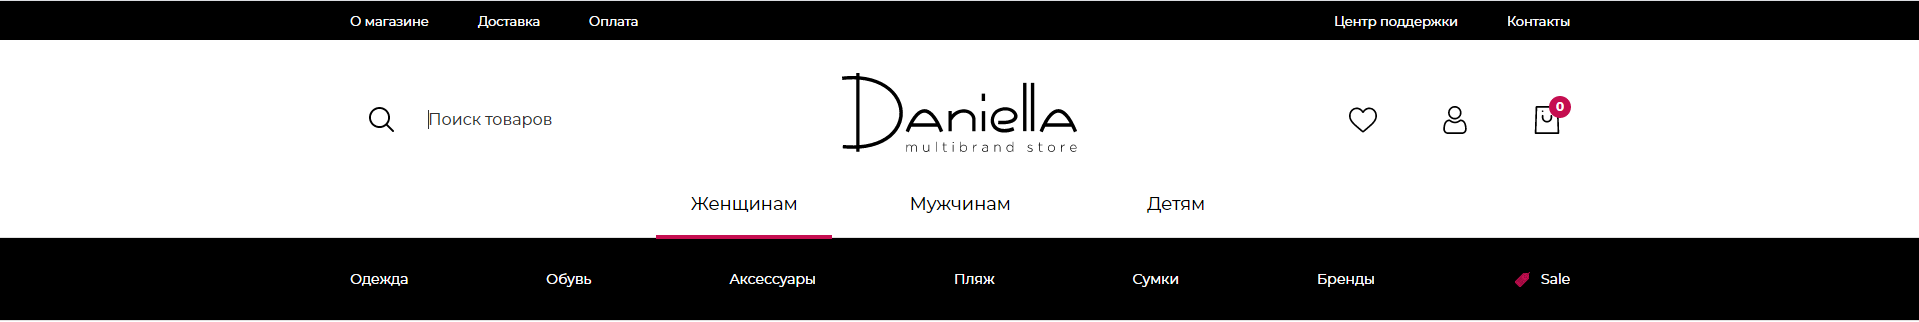 О магазине Доставка Оплата Центр поддержки Контакты
Поиск товаров
Daniella
multibrand store
0
Женщинам Мужчинам Детям
Одежда Обувь Аксессуары Пляж Сумки Бренды Sale